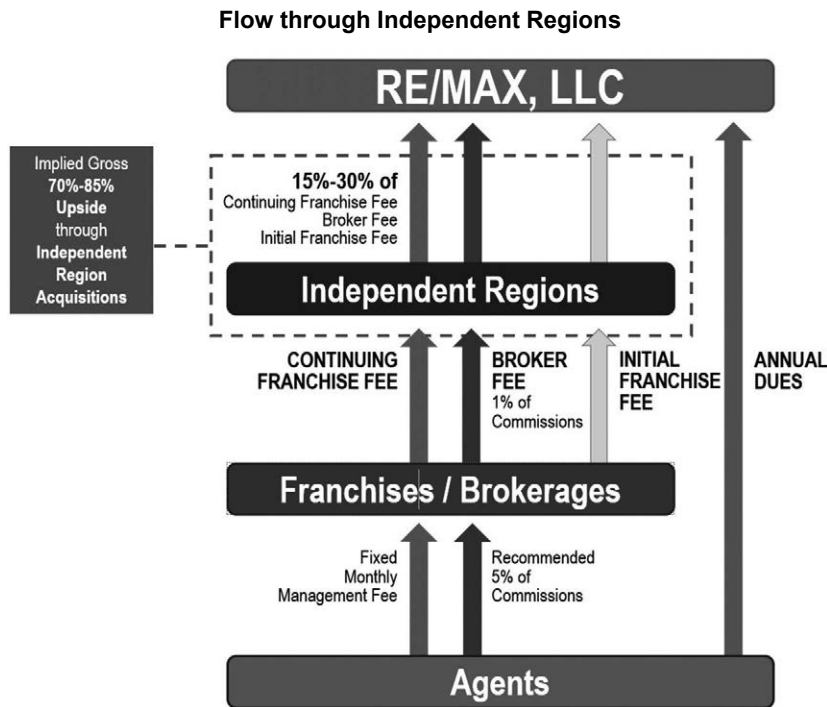 Flow through Independent Regions
RE/MAX, LLC
Implied Gross
70%-85%
Upside
through
Independent
Region
Acquisitions
15%-30% of
Continuing Franchise Fee
Broker Fee
Initial Franchise Fee
Independent Regions
CONTINUING
FRANCHISE FEE
BROKER
FEE
1% of
Commissions
INITIAL
FRANCHISE
FEE
ANNUAL
DUES
Franchises / Brokerages
Fixed
Monthly
Management Fee
Recommended
5% of
Commissions
Agents